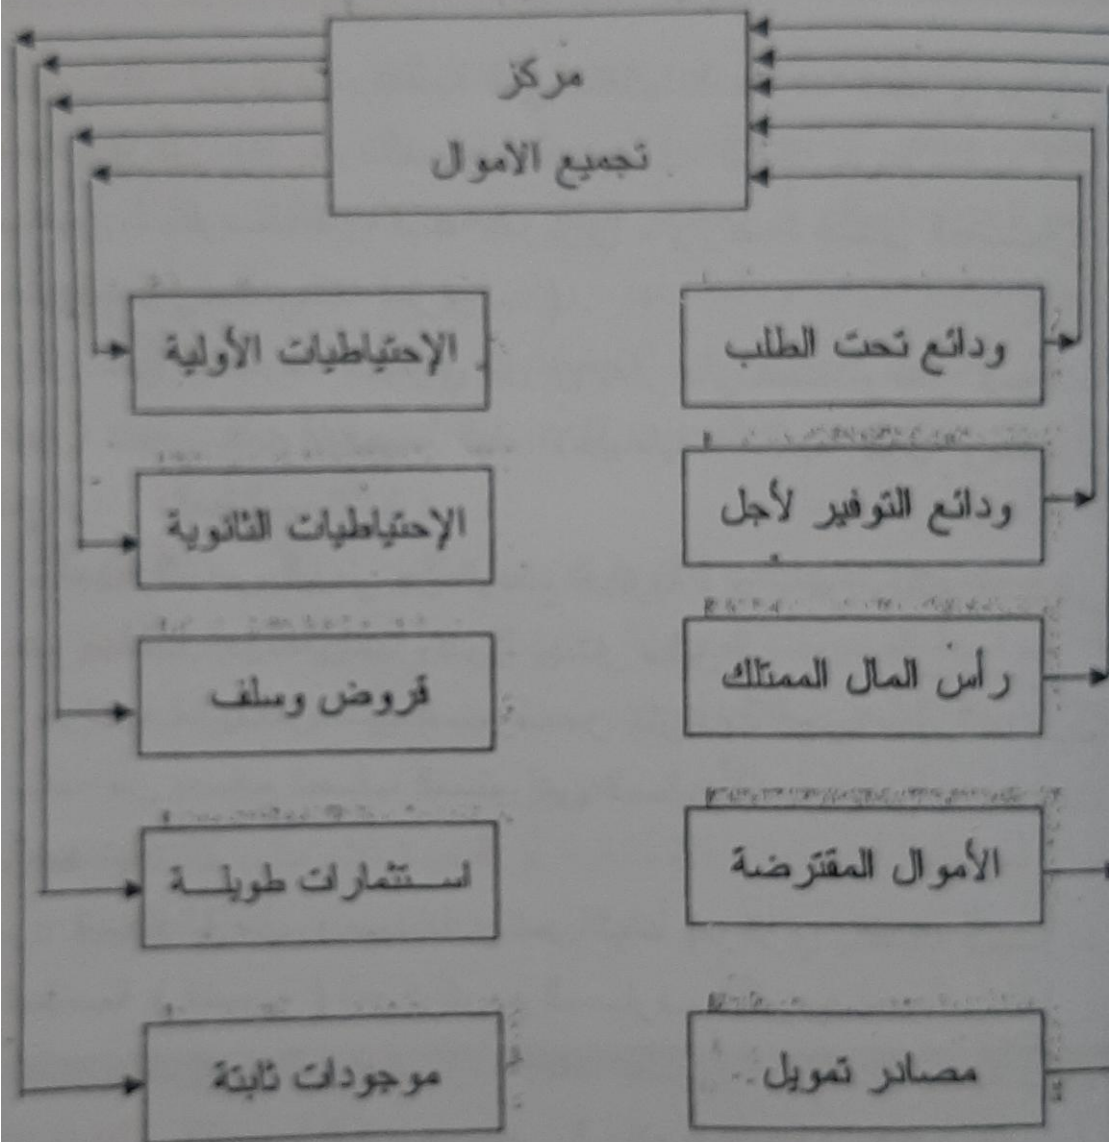 مركز
تجميع الاموال
ودائع تحت الطلب
الإحتياطيات الأولية
ودائع التوفير لأجل
الإحتياطيات الثانوية
رأس المال الممتلك
قروض وسلف
الأموال المقترضة
استثمارات طويلة
مصادر تمويل
موجودات ثابتة